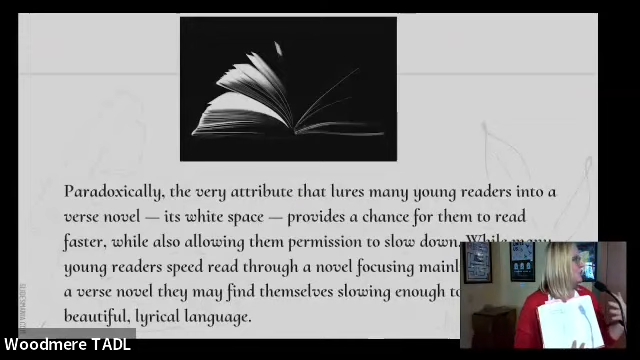 Paradoxically, the very attribute that lures many young readers into a
verse novel — its white space — provides a chance for them to read
faster, while also allowing them permission to slow down. While many
young readers speed read through a novel focusing
a verse novel they may find themselves slowing enough to
beautiful, lyrical language.
Woodmere TADL